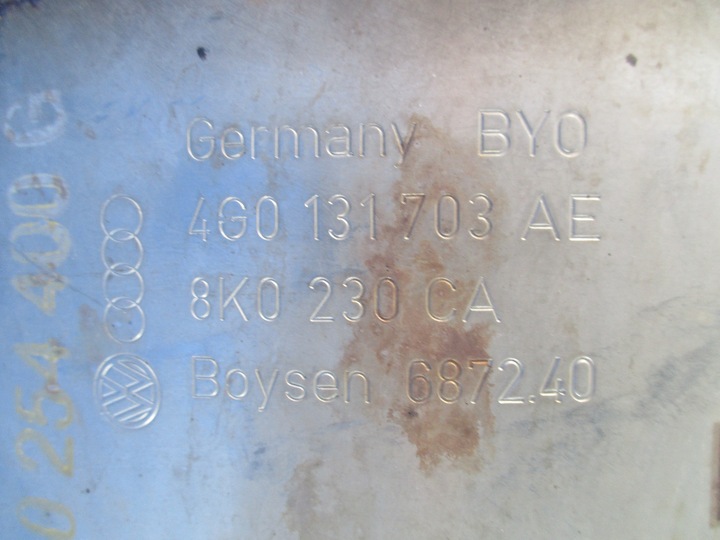 Germany BYO
4G0 131 703 AE
8K0 230 CA
Boysen 6872.40
0 254 400 G